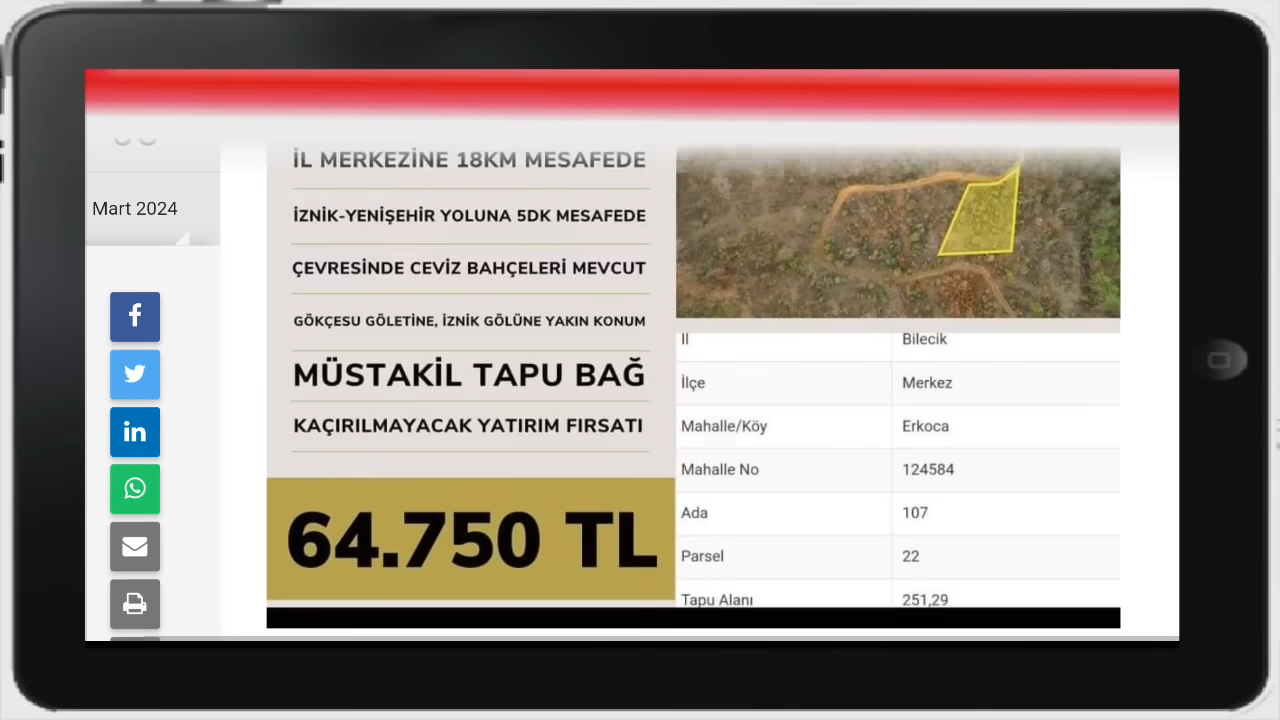 Mart 2024
İL MERKEZİNE 18KM MESAFEDE
İZNİK-YENİŞEHİR YOLUNA 5DK MESAFEDE
ÇEVRESİNDE CEVİZ BAHÇELERİ MEVCUT
GÖKÇESU GÖLETİNE, İZNİK GÖLÜNE YAKIN KONUM
MÜSTAKİL TAPU BAĞ
KAÇIRILMAYACAK YATIRIM FIRSATI
64.750 TL
İl Bilecik
İlçe Merkez
Mahalle/Köy Erkoca
Mahalle No 124584
Ada 107
Parsel 22
Tapu Alanı 251,29